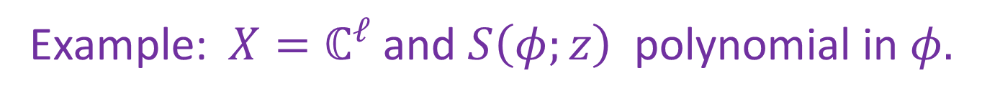 Example: 𝑋 = ℂ^ℓ and 𝑆(𝜙; 𝑧) polynomial in 𝜙.